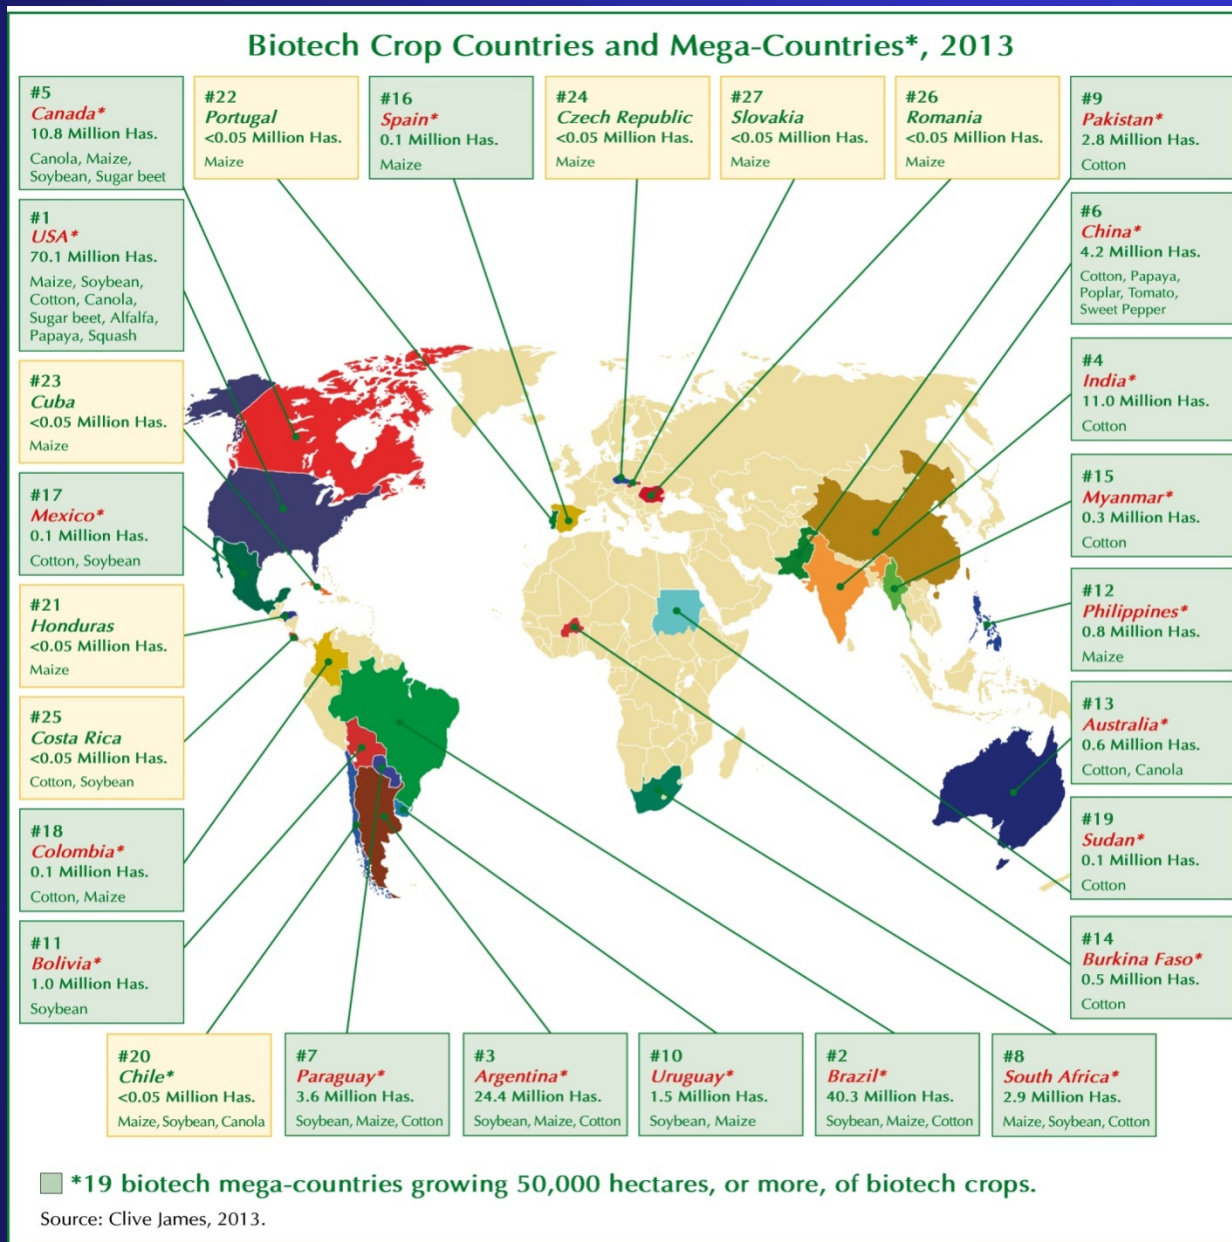 Biotech Crop Countries and Mega-Countries*, 2013
#5
Canada*
10.8 Million Has.
Canola, Maize,
Soybean, Sugar beet
#22
Portugal
<0.05 Million Has.
Maize
#16
Spain*
0.1 Million Has.
Maize
#24
Czech Republic
<0.05 Million Has.
Maize
#27
Slovakia
<0.05 Million Has.
Maize
#26
Romania
<0.05 Million Has.
Maize
#9
Pakistan*
2.8 Million Has.
Cotton
#1
USA*
70.1 Million Has.
Maize, Soybean,
Cotton, Canola,
Sugar beet, Alfalfa,
Papaya, Squash
#6
China*
4.2 Million Has.
Cotton, Papaya,
Poplar, Tomato,
Sweet Pepper
#23
Cuba
<0.05 Million Has.
Maize
#4
India*
11.0 Million Has.
Cotton
#17
Mexico*
0.1 Million Has.
Cotton, Soybean
#15
Myanmar*
0.3 Million Has.
Cotton
#21
Honduras
<0.05 Million Has.
Maize
#12
Philippines*
0.8 Million Has.
Maize
#25
Costa Rica
<0.05 Million Has.
Cotton, Soybean
#13
Australia*
0.6 Million Has.
Cotton, Canola
#18
Colombia*
0.1 Million Has.
Cotton, Maize
#19
Sudan*
0.1 Million Has.
Cotton
#11
Bolivia*
1.0 Million Has.
Soybean
#14
Burkina Faso*
0.5 Million Has.
Cotton
#20
Chile*
<0.05 Million Has.
Maize, Soybean, Canola
#7
Paraguay*
3.6 Million Has.
Soybean, Maize, Cotton
#3
Argentina*
24.4 Million Has.
Soybean, Maize, Cotton
#10
Uruguay*
1.5 Million Has.
Soybean, Maize
#2
Brazil*
40.3 Million Has.
Soybean, Maize, Cotton
#8
South Africa*
2.9 Million Has.
Maize, Soybean, Cotton
*19 biotech mega-countries growing 50,000 hectares, or more, of biotech crops.
Source: Clive James, 2013.